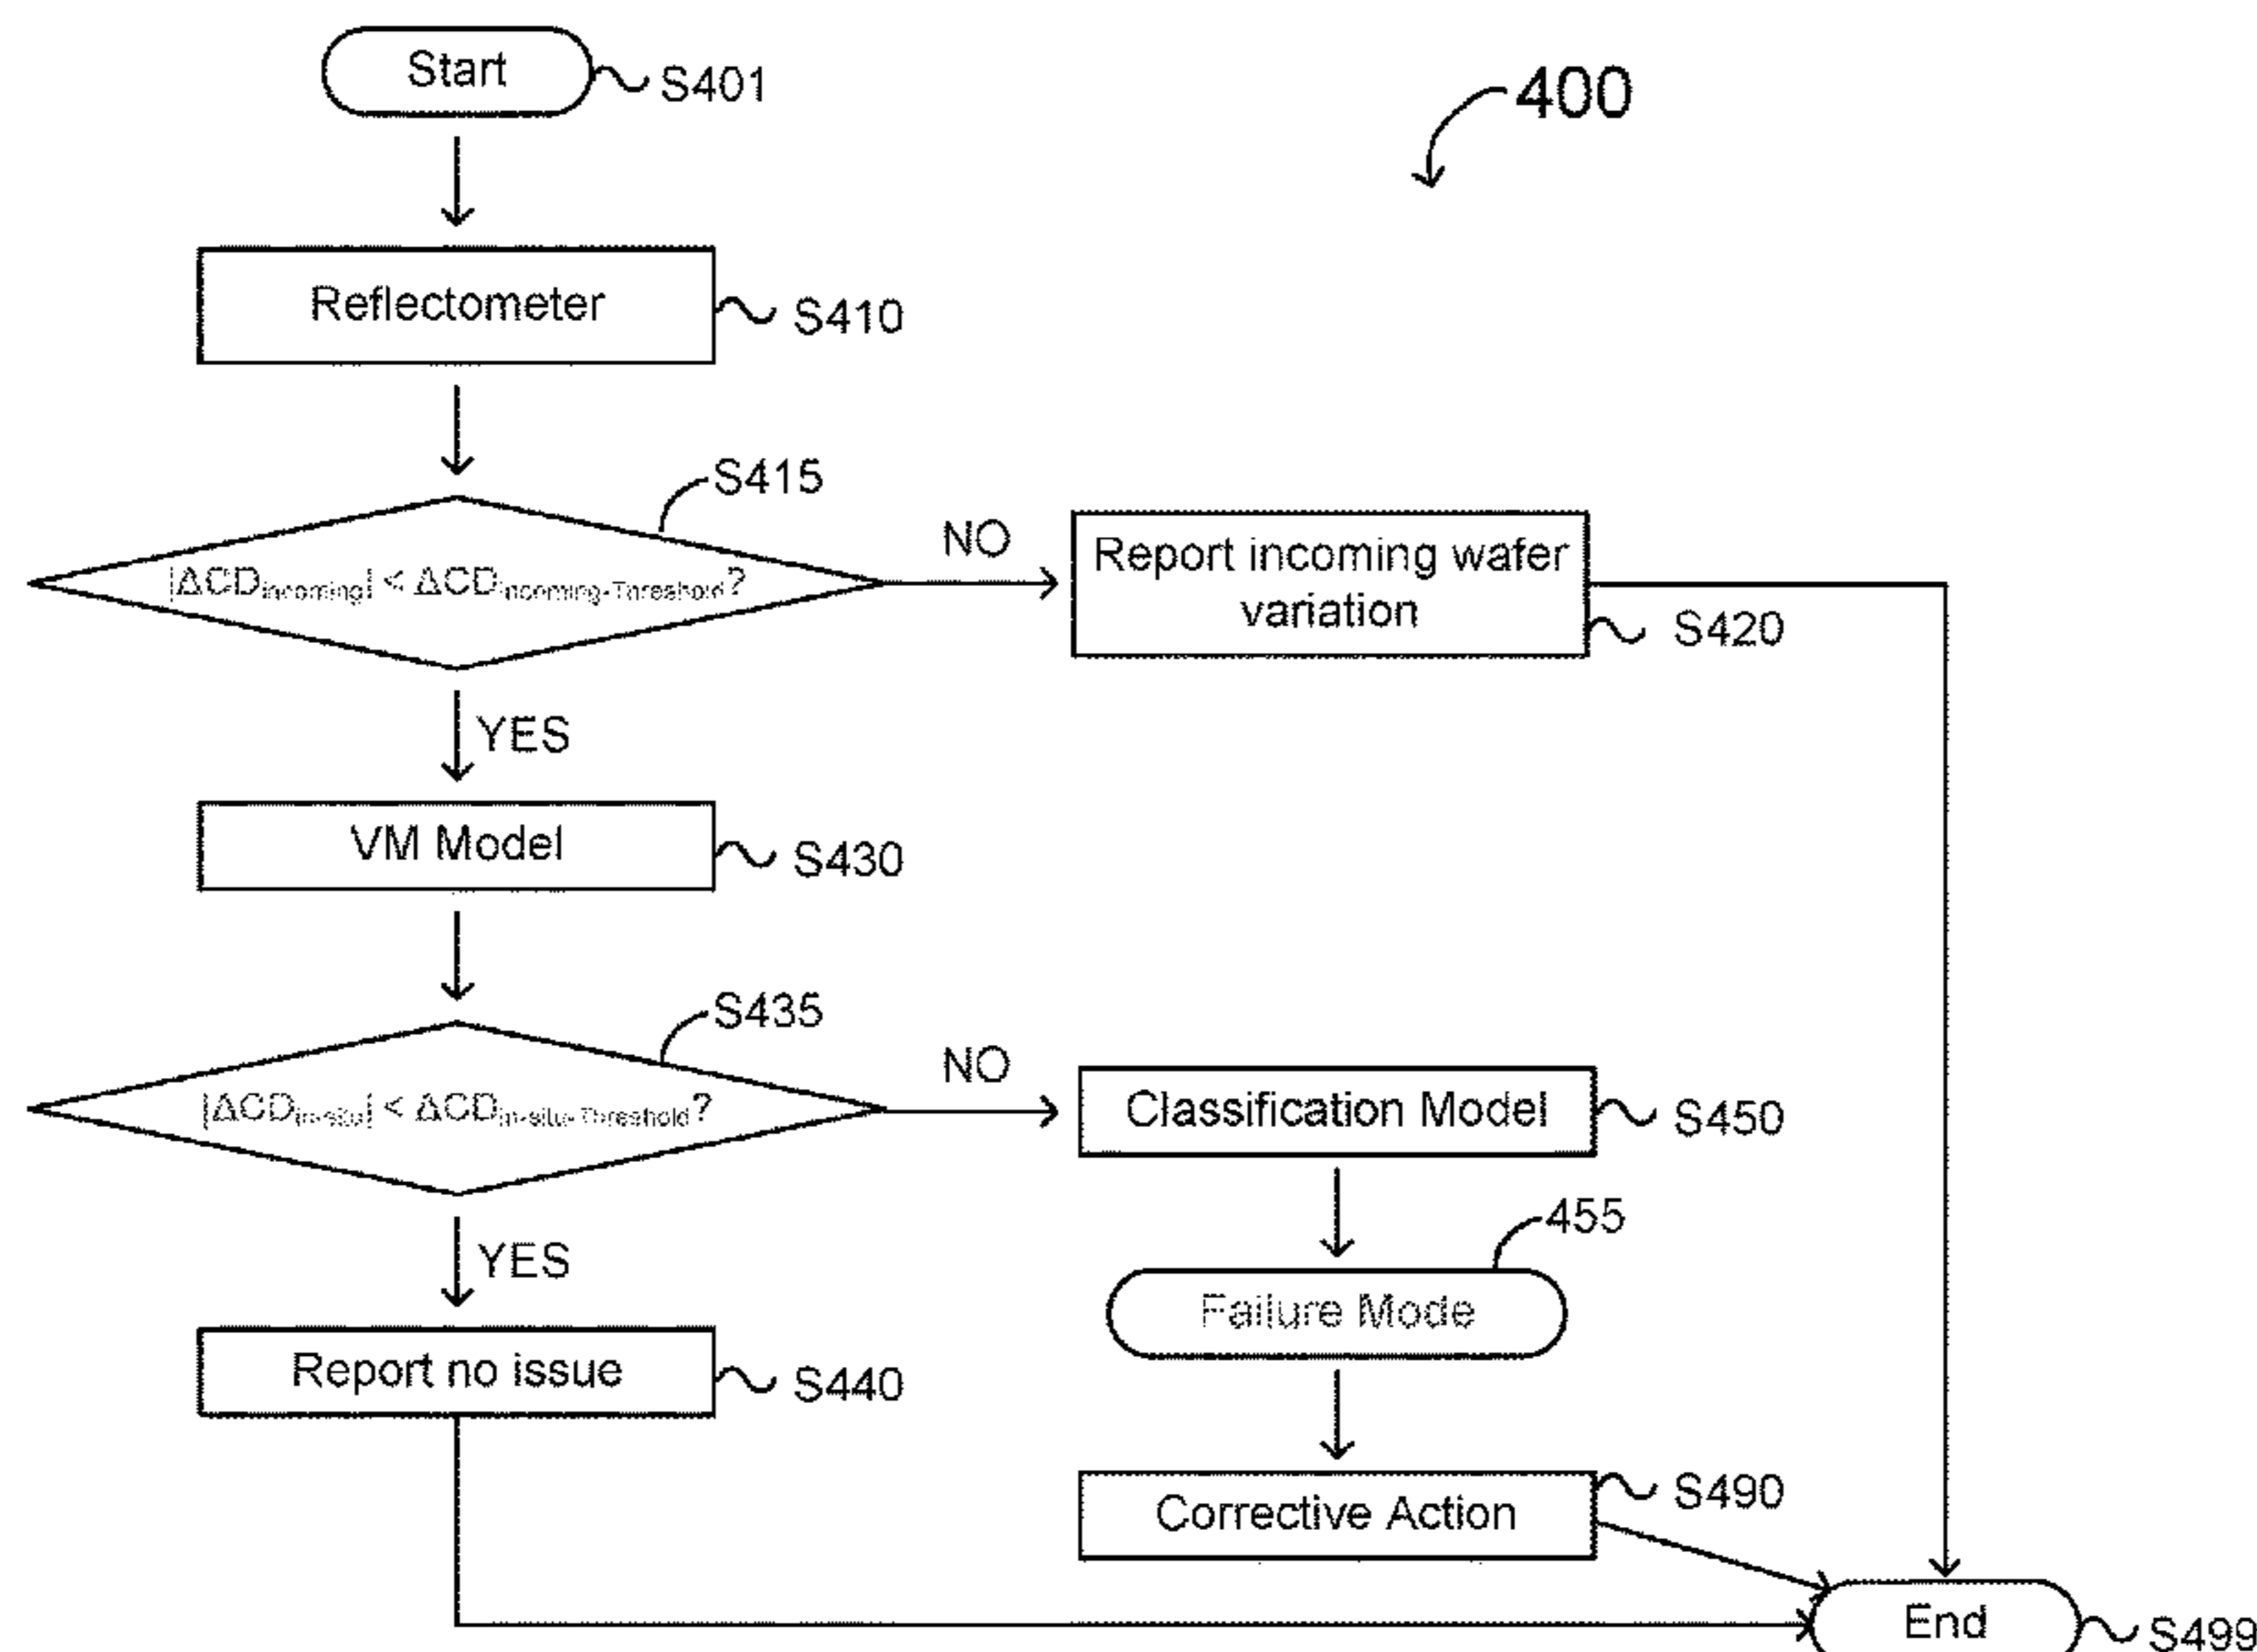 Start
S401
400
Reflectometer
S410
S415
|ΔCDincoming| < ΔCDincoming-Threshold?
NO
Report incoming wafer
variation
S420
YES
VM Model
S430
S435
|ΔCDin-situ| < ΔCDin-situ-Threshold?
NO
Classification Model
S450
455
YES
Failure Mode
Report no issue
S440
S490
Corrective Action
End
S499